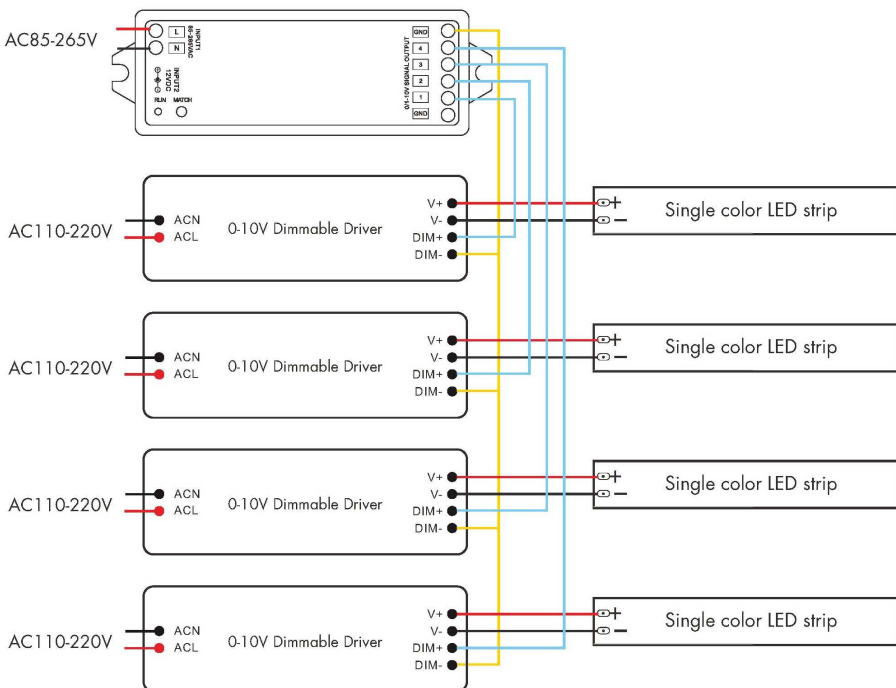 AC85-265V
L
N
INPUT1
85-265VAC
INPUT2
12VDC
RUN MATCH
0/1-10V SIGNAL OUTPUT
GND
4
3
2
1
GND
AC110-220V
ACN
ACL
0-10V Dimmable Driver
V+
V-
DIM+
DIM-
+
−
Single color LED strip
AC110-220V
ACN
ACL
0-10V Dimmable Driver
V+
V-
DIM+
DIM-
+
−
Single color LED strip
AC110-220V
ACN
ACL
0-10V Dimmable Driver
V+
V-
DIM+
DIM-
+
−
Single color LED strip
AC110-220V
ACN
ACL
0-10V Dimmable Driver
V+
V-
DIM+
DIM-
+
−
Single color LED strip